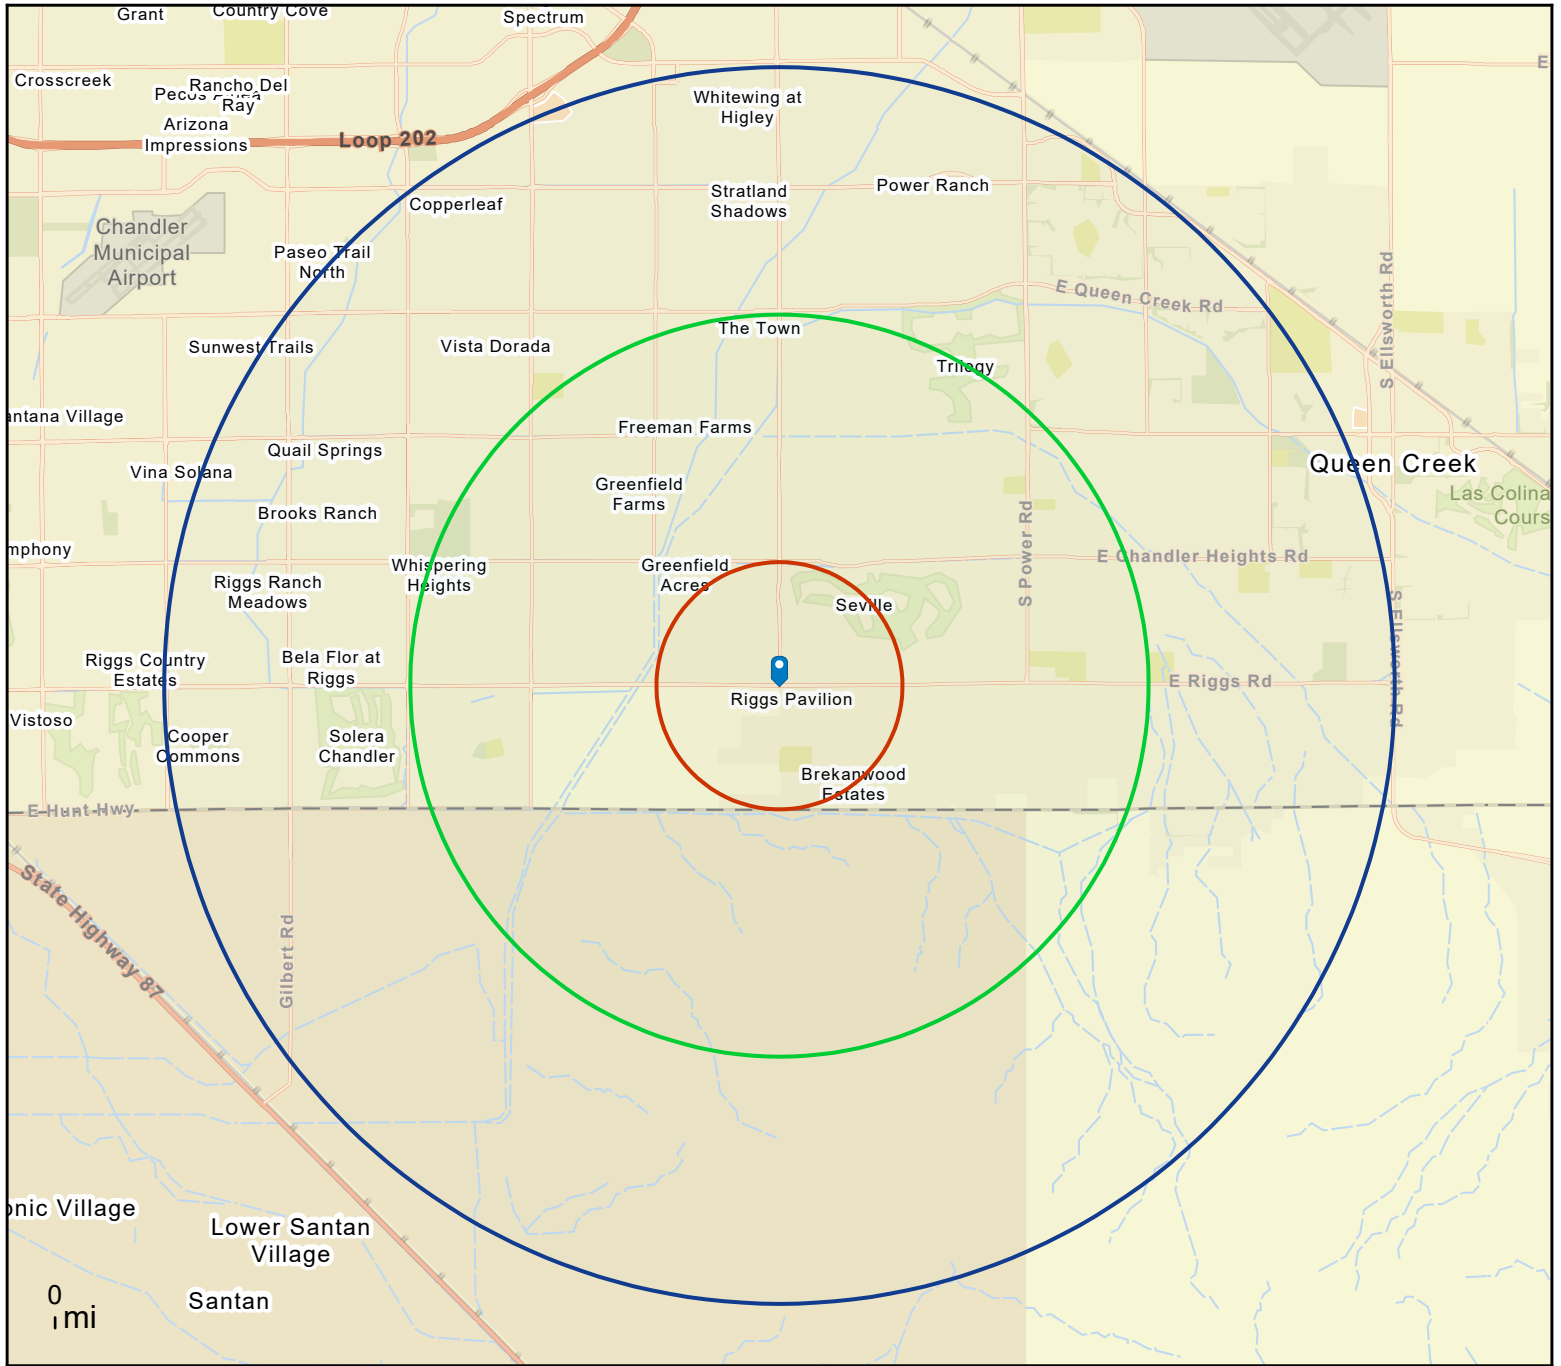 Grant
Country Cove
Spectrum
Crosscreek
Rancho Del
Ray
Pecos
Whitewing at
Higley
Arizona
Impressions
Loop 202
E
Stratland
Shadows
Power Ranch
Copperleaf
Chandler
Municipal
Airport
Paseo Trail
North
E Queen Creek Rd
S Ellsworth Rd
The Town
Sunwest Trails
Vista Dorada
Trilogy
antana Village
Freeman Farms
Quail Springs
Vina Solana
Queen Creek
Greenfield
Farms
Las Colina
Cours
Brooks Ranch
S Power Rd
mphony
E Chandler Heights Rd
Whispering
Heights
Greenfield
Acres
Riggs Ranch
Meadows
Seville
S Ellsworth Rd
Riggs Country
Estates
Bela Flor at
Riggs
E Riggs Rd
Riggs Pavilion
Vistoso
Cooper
Commons
Solera
Chandler
Brekanwood
Estates
E Hunt Hwy
State Highway 87
Gilbert Rd
onic Village
Lower Santan
Village
Santan
0
mi